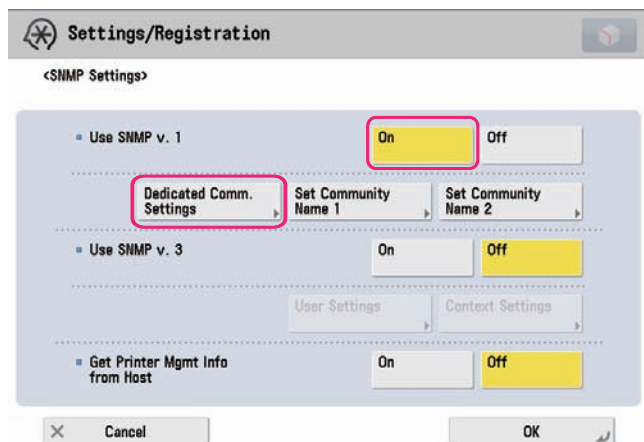 Settings/Registration
<SNMP Settings>
Use SNMP v. 1
On
Off
Dedicated Comm.
Settings
Set Community
Name 1
Set Community
Name 2
Use SNMP v. 3
On
Off
User Settings
Context Settings
Get Printer Mgmt Info
from Host
On
Off
Cancel
OK